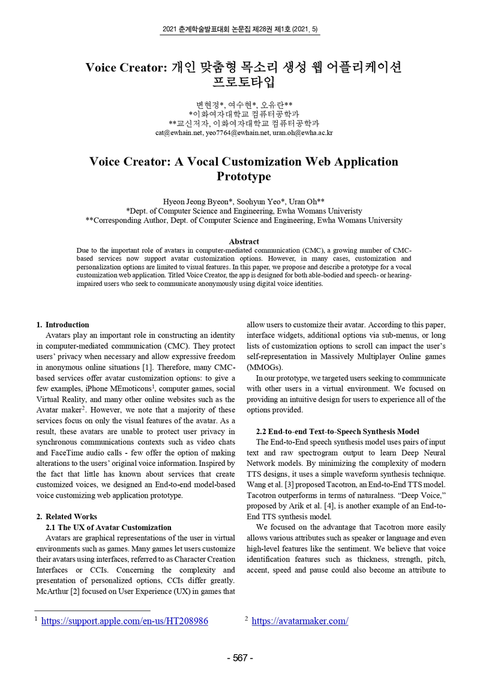 2021 춘계학술발표대회 논문집 제28권 제1호 (2021. 5)
Voice Creator: 개인 맞춤형 목소리 생성 웹 어플리케이션
프로토타입
변현정*, 여수현*, 오유란**
*이화여자대학교 컴퓨터공학과
**교신저자, 이화여자대학교 컴퓨터공학과
cat@ewhain.net, yeo7764@ewhain.net, uran.oh@ewha.ac.kr
Voice Creator: A Vocal Customization Web Application
Prototype
Hyeon Jeong Byeon*, Soohyun Yeo*, Uran Oh**
*Dept. of Computer Science and Engineering, Ewha Womans Univeristy
**Corresponding Author, Dept. of Computer Science and Engineering, Ewha Womans University
Abstract
Due to the important role of avatars in computer-mediated communication (CMC), a growing number of CMC-
based services now support avatar customization options. However, in many cases, customization and
personalization options are limited to visual features. In this paper, we propose and describe a prototype for a vocal
customization web application. Titled Voice Creator, the app is designed for both able-bodied and speech- or hearing-
impaired users who seek to communicate anonymously using digital voice identities.
1. Introduction
Avatars play an important role in constructing an identity
in computer-mediated communication (CMC). They protect
users' privacy when necessary and allow expressive freedom
in anonymous online situations [1]. Therefore, many CMC-
based services offer avatar customization options: to give a
few examples, iPhone MEmoticons1, computer games, social
Virtual Reality, and many other online websites such as the
Avatar maker2. However, we note that a majority of these
services focus on only the visual features of the avatar. As a
result, these avatars are unable to protect user privacy in
synchronous communications contexts such as video chats
and FaceTime audio calls - few offer the option of making
alterations to the users' original voice information. Inspired by
the fact that little has known about services that create
customized voices, we designed an End-to-end model-based
voice customizing web application prototype.
2. Related Works
2.1 The UX of Avatar Customization
Avatars are graphical representations of the user in virtual
environments such as games. Many games let users customize
their avatars using interfaces, referred to as Character Creation
Interfaces or CCIs. Concerning the complexity and
presentation of personalized options, CCIs differ greatly.
McArthur [2] focused on User Experience (UX) in games that
1 https://support.apple.com/en-us/HT208986
allow users to customize their avatar. According to this paper,
interface widgets, additional options via sub-menus, or long
lists of customization options to scroll can impact the user's
self-representation in Massively Multiplayer Online games
(MMOGs).
In our prototype, we targeted users seeking to communicate
with other users in a virtual environment. We focused on
providing an intuitive design for users to experience all of the
options provided.
2.2 End-to-end Text-to-Speech Synthesis Model
The End-to-End speech synthesis model uses pairs of input
text and raw spectrogram output to learn Deep Neural
Network models. By minimizing the complexity of modern
TTS designs, it uses a simple waveform synthesis technique.
Wang et al. [3] proposed Tacotron, an End-to-End TTS model.
Tacotron outperforms in terms of naturalness. "Deep Voice,"
proposed by Arik et al. [4], is another example of an End-to-
End TTS synthesis model.
We focused on the advantage that Tacotron more easily
allows various attributes such as speaker or language and even
high-level features like the sentiment. We believe that voice
identification features such as thickness, strength, pitch,
accent, speed and pause could also become an attribute to
2 https://avatarmaker.com/
- 567 -